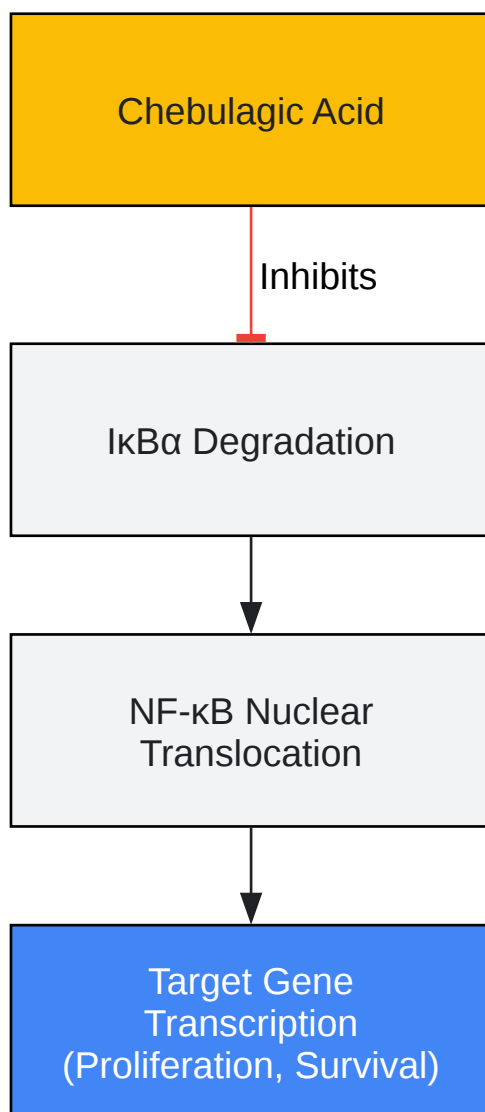 Chebulagic Acid
Inhibits
IκBα Degradation
NF-κB Nuclear
Translocation
Target Gene
Transcription
(Proliferation, Survival)